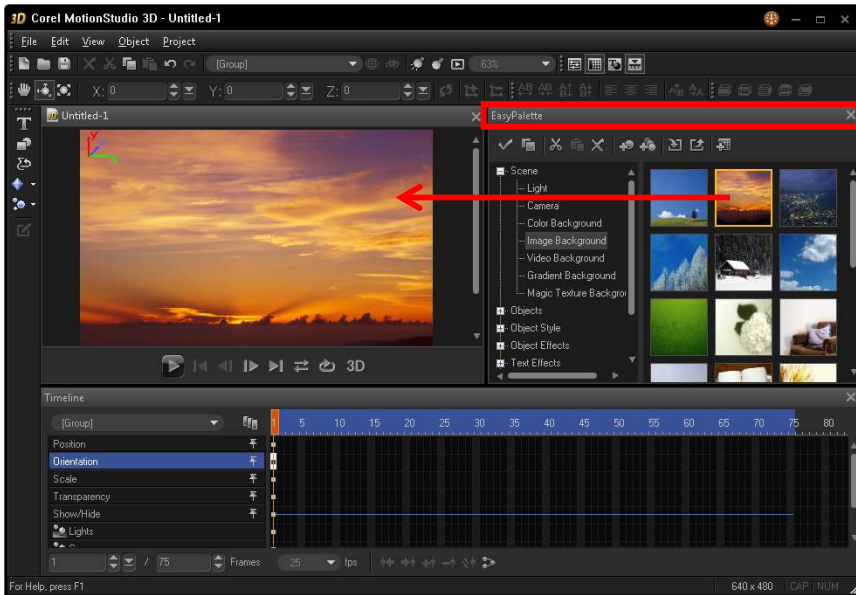 3D Corel MotionStudio 3D - Untitled-1
File Edit View Object Project
[Group] 63%
X: 0 Y: 0 Z: 0
Untitled-1
EasyPalette
y
Scene
Light
Camera
Color Background
Image Background
Video Background
Gradient Background
Magic Texture Backgrou
Objects
Object Style
Object Effects
Text Effects
3D
Timeline
[Group] 1 5 10 15 20 25 30 35 40 45 50 55 60 65 70 75 80
Position
Orientation
Scale
Transparency
Show/Hide
Lights
1 / 75 Frames 25 fps
For Help, press F1 640 x 480 CAP NUM